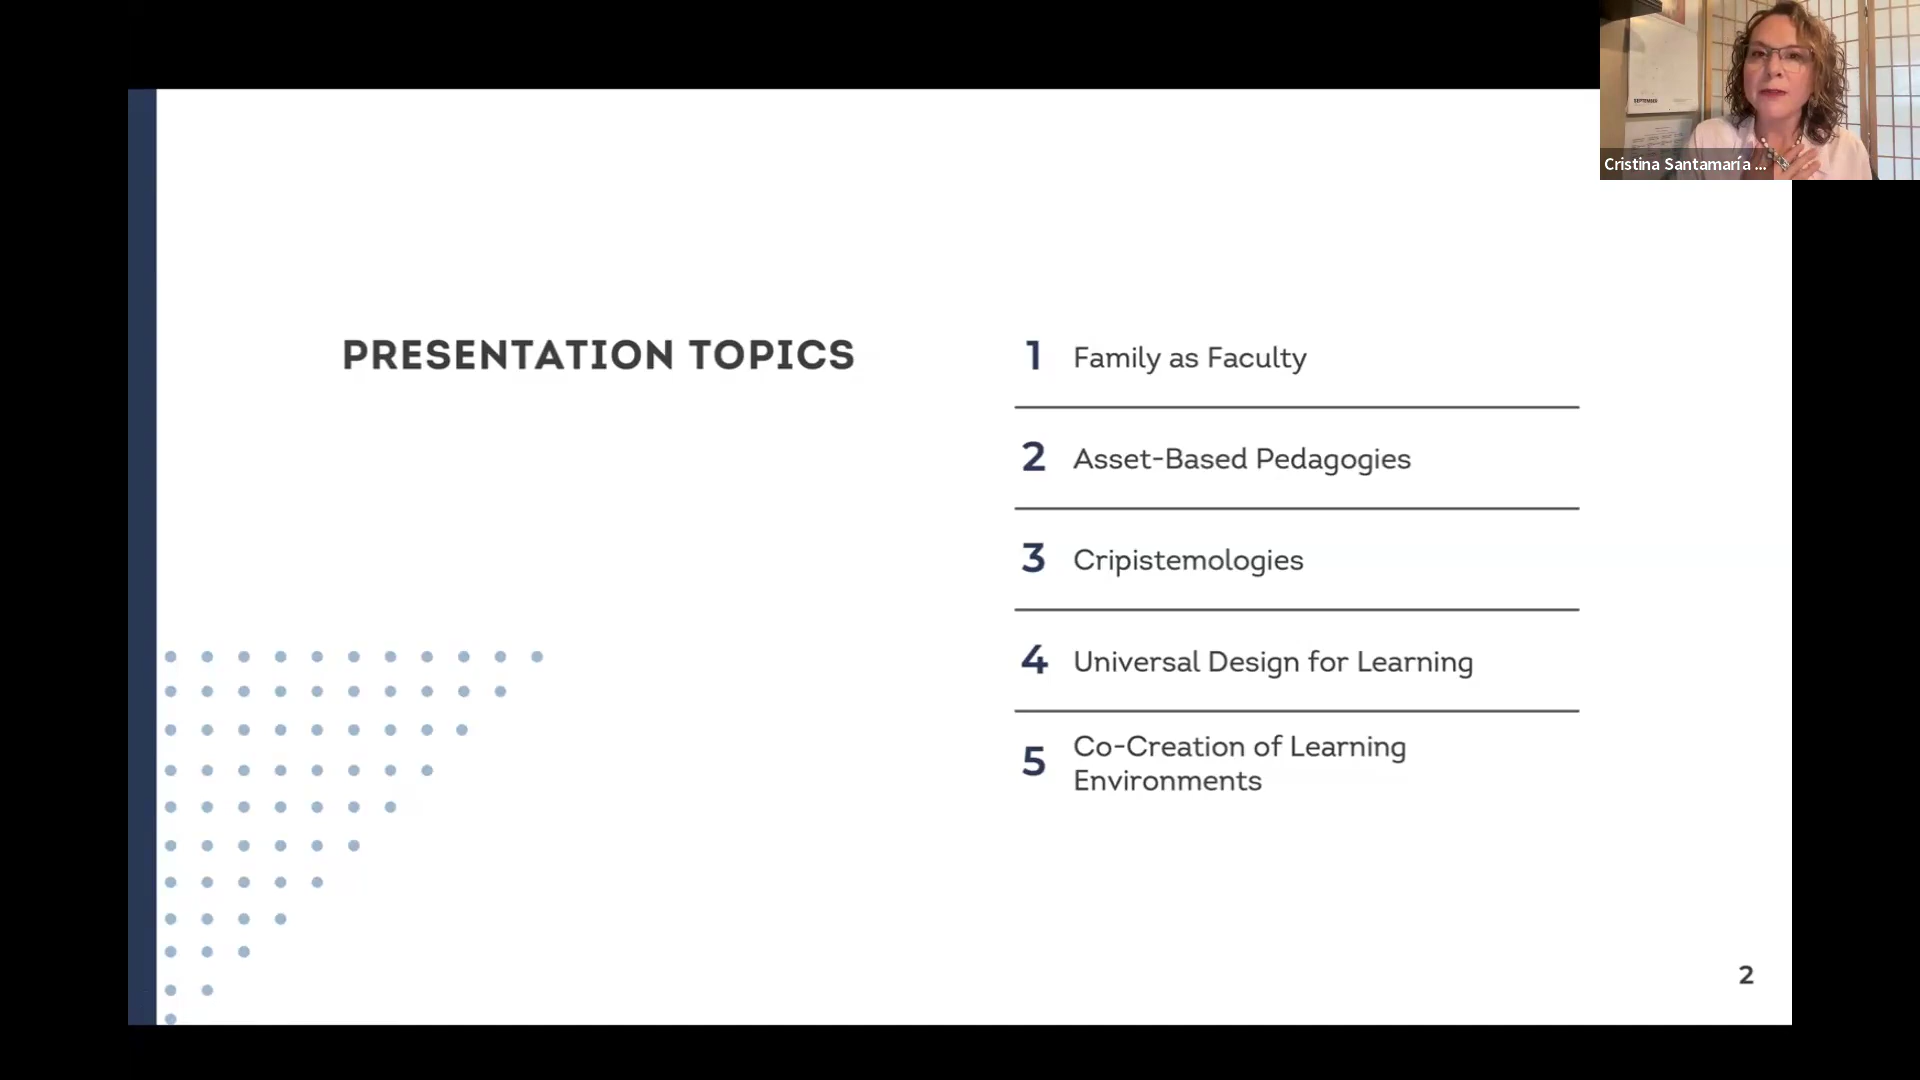 SEPTEMBER
Cristina Santamaría ...
PRESENTATION TOPICS
1 Family as Faculty
2 Asset-Based Pedagogies
3 Cripistemologies
4 Universal Design for Learning
5 Co-Creation of Learning
Environments
2